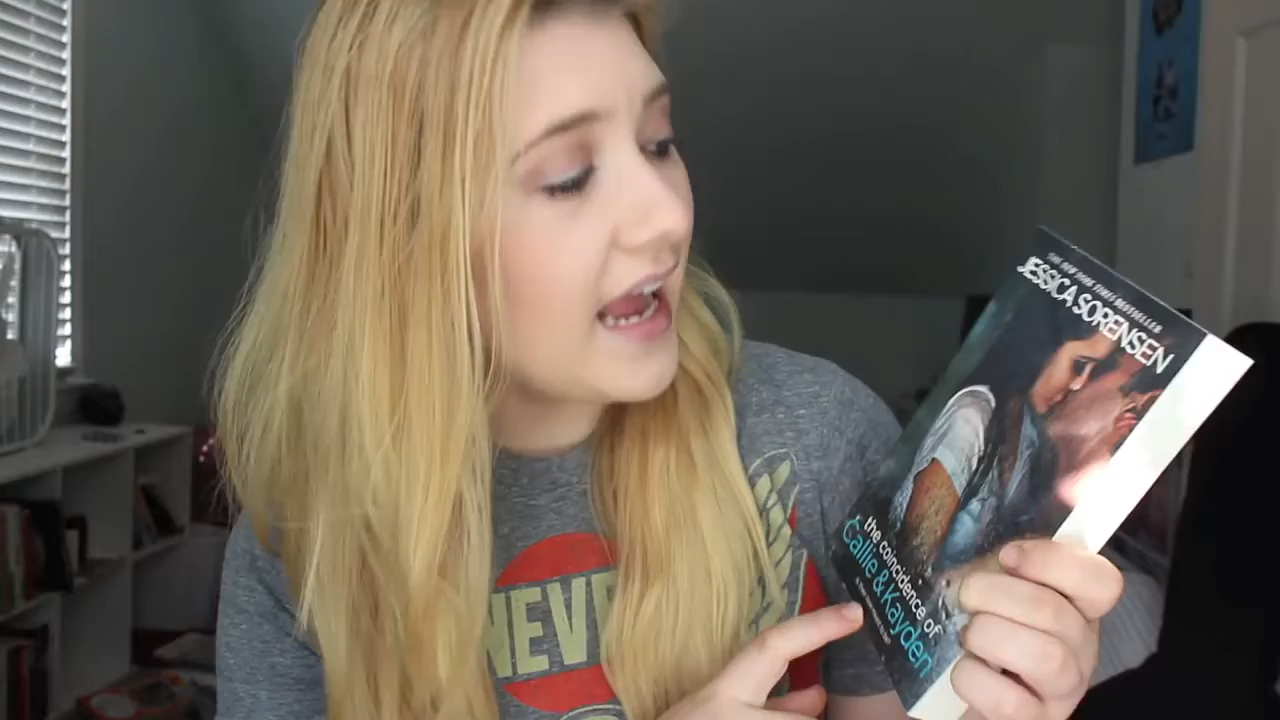 THE NEW YORK TIMES BESTSELLER
JESSICA SORENSEN
the coincidence of
Callie & Kayden
NEVE